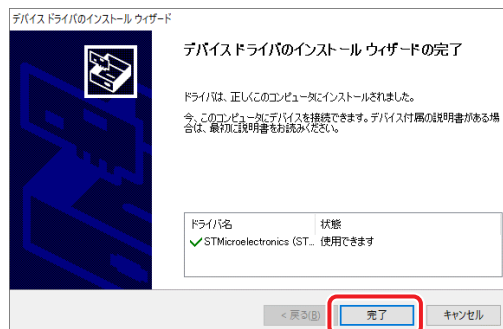 デバイス ドライバのインストール ウィザード
デバイス ドライバのインストール ウィザードの完了
ドライバは、正しくこのコンピュータにインストールされました。
今、このコンピュータにデバイスを接続できます。デバイス付属の説明書がある場
合は、最初に説明書をお読みください。
ドライバ名 状態
STMicroelectronics (ST... 使用できます
< 戻る(B) 完了 キャンセル